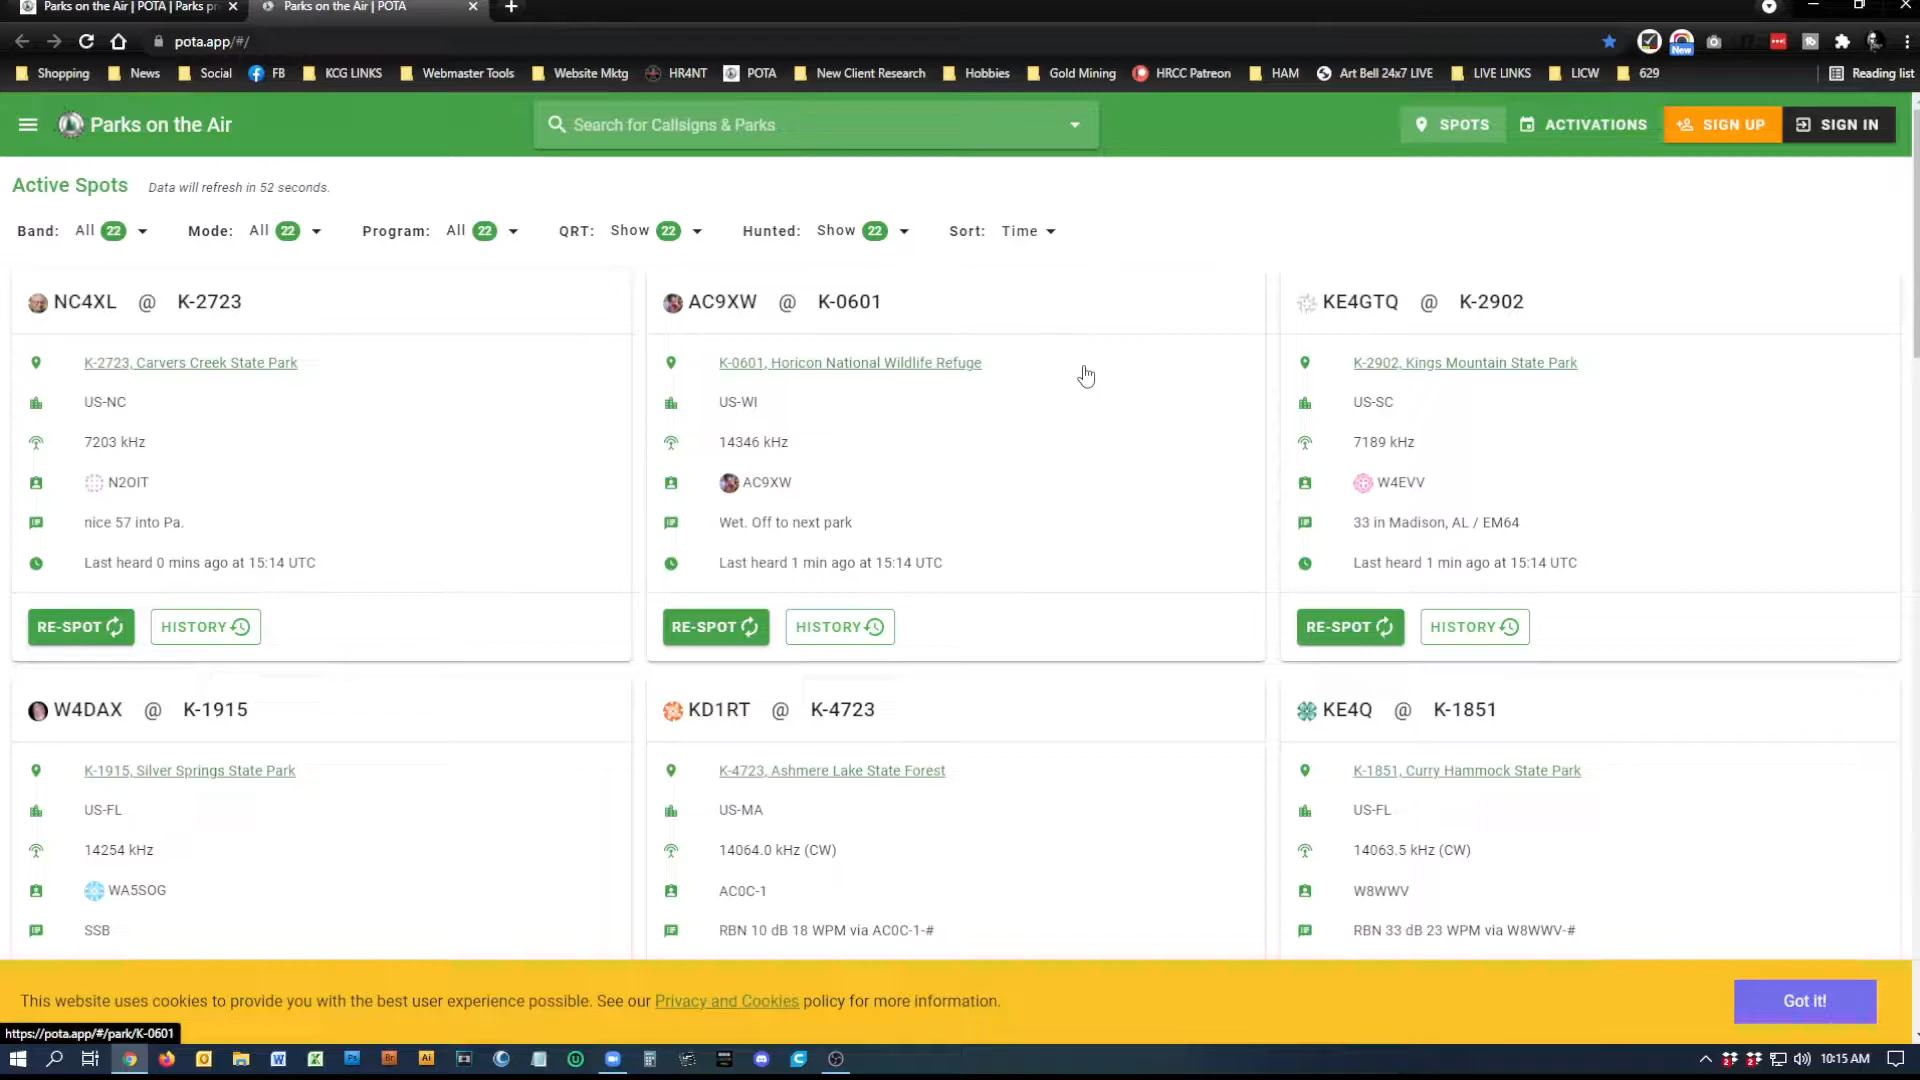 Parks on the Air | POTA | Parks pr
Parks on the Air | POTA
pota.app/#/
New
Shopping News Social FB KCG LINKS Webmaster Tools Website Mktg HR4NT POTA New Client Research Hobbies Gold Mining HRCC Patreon HAM Art Bell 24x7 LIVE LIVE LINKS LICW 629 Reading list
Parks on the Air
Search for Callsigns & Parks
SPOTS ACTIVATIONS SIGN UP SIGN IN
Active Spots Data will refresh in 52 seconds.
Band: All 22 Mode: All 22 Program: All 22 QRT: Show 22 Hunted: Show 22 Sort: Time
NC4XL @ K-2723
K-2723, Carvers Creek State Park
US-NC
7203 kHz
N2OIT
nice 57 into Pa.
Last heard 0 mins ago at 15:14 UTC
RE-SPOT HISTORY
AC9XW @ K-0601
K-0601, Horicon National Wildlife Refuge
US-WI
14346 kHz
AC9XW
Wet. Off to next park
Last heard 1 min ago at 15:14 UTC
RE-SPOT HISTORY
KE4GTQ @ K-2902
K-2902, Kings Mountain State Park
US-SC
7189 kHz
W4EVV
33 in Madison, AL / EM64
Last heard 1 min ago at 15:14 UTC
RE-SPOT HISTORY
W4DAX @ K-1915
K-1915, Silver Springs State Park
US-FL
14254 kHz
WA5SOG
SSB
KD1RT @ K-4723
K-4723, Ashmere Lake State Forest
US-MA
14064.0 kHz (CW)
AC0C-1
RBN 10 dB 18 WPM via AC0C-1-#
KE4Q @ K-1851
K-1851, Curry Hammock State Park
US-FL
14063.5 kHz (CW)
W8WWV
RBN 33 dB 23 WPM via W8WWV-#
This website uses cookies to provide you with the best user experience possible. See our Privacy and Cookies policy for more information.
Got it!
https://pota.app/#/park/K-0601
Ps Br Ai
10:15 AM